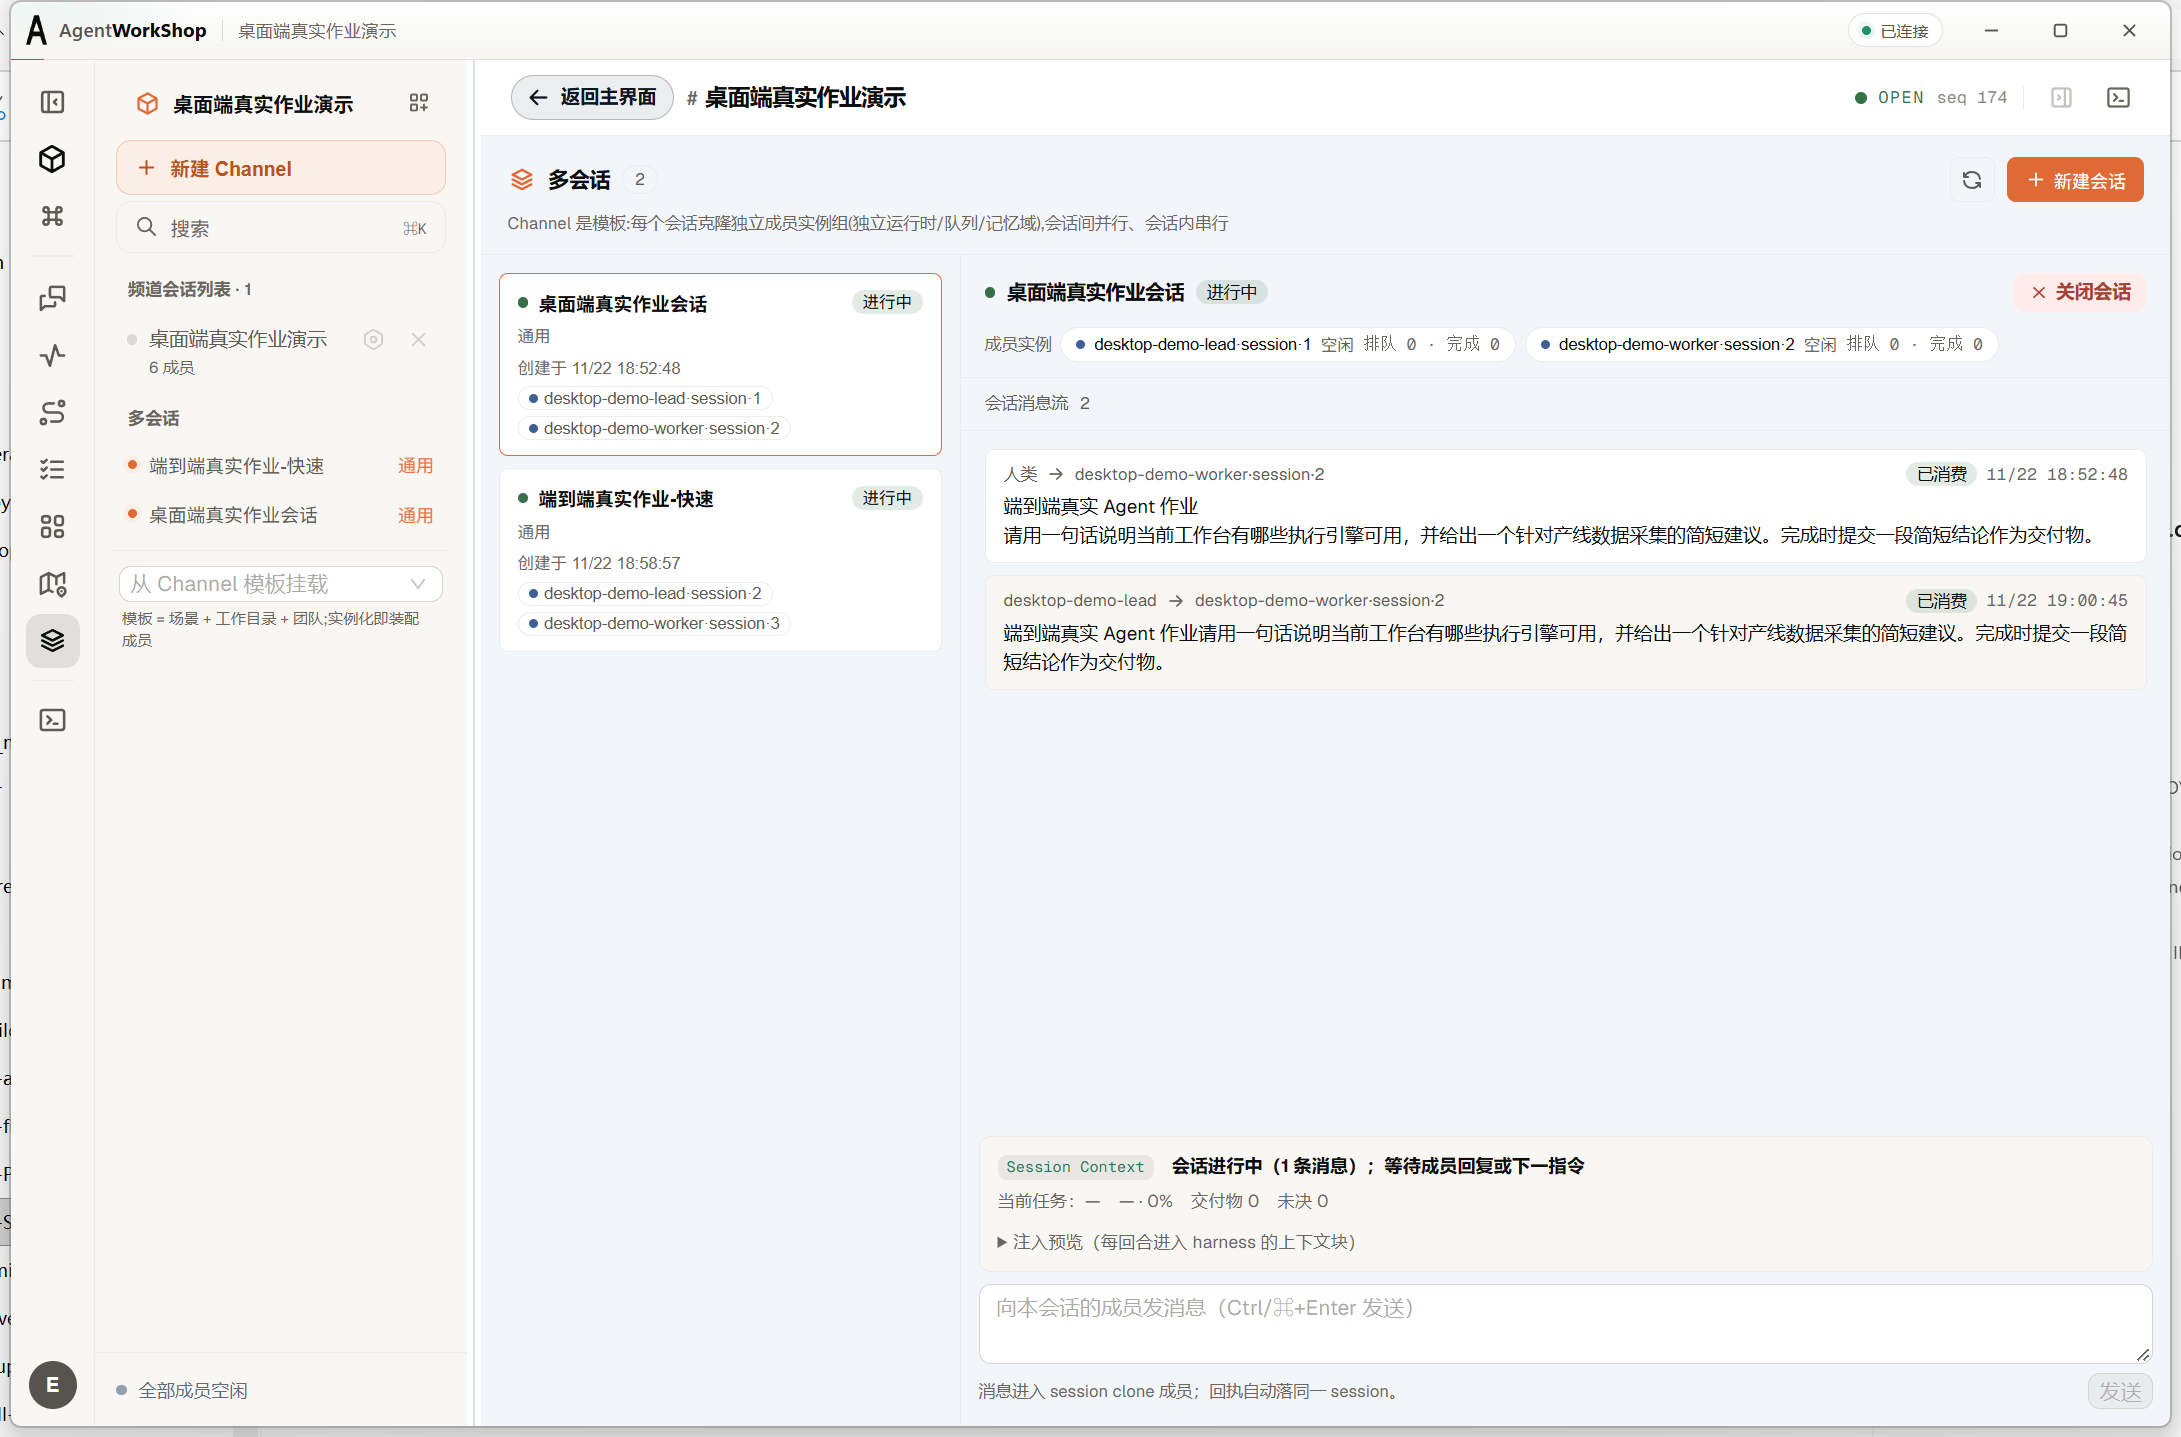 AgentWorkShop
桌面端真实作业演示
已连接
桌面端真实作业演示
新建 Channel
搜索
⌘K
频道会话列表 · 1
桌面端真实作业演示
6 成员
多会话
端到端真实作业-快速
通用
桌面端真实作业会话
通用
从 Channel 模板挂载
模板 = 场景 + 工作目录 + 团队;实例化即装配
成员
E
全部成员空闲
返回主界面
# 桌面端真实作业演示
OPEN seq 174
多会话 2
新建会话
Channel 是模板:每个会话克隆独立成员实例组(独立运行时/队列/记忆域),会话间并行、会话内串行
桌面端真实作业会话
进行中
通用
创建于 11/22 18:52:48
desktop-demo-lead·session·1
desktop-demo-worker·session·2
端到端真实作业-快速
进行中
通用
创建于 11/22 18:58:57
desktop-demo-lead·session·2
desktop-demo-worker·session·3
桌面端真实作业会话 进行中
关闭会话
成员实例 desktop-demo-lead·session·1 空闲 排队 0 · 完成 0 desktop-demo-worker·session·2 空闲 排队 0 · 完成 0
会话消息流 2
人类 → desktop-demo-worker·session·2
已消费 11/22 18:52:48
端到端真实 Agent 作业
请用一句话说明当前工作台有哪些执行引擎可用，并给出一个针对产线数据采集的简短建议。完成时提交一段简短结论作为交付物。
desktop-demo-lead → desktop-demo-worker·session·2
已消费 11/22 19:00:45
端到端真实 Agent 作业请用一句话说明当前工作台有哪些执行引擎可用，并给出一个针对产线数据采集的简短建议。完成时提交一段简
短结论作为交付物。
Session Context 会话进行中（1 条消息）；等待成员回复或下一指令
当前任务：— — · 0% 交付物 0 未决 0
▶ 注入预览（每回合进入 harness 的上下文块）
向本会话的成员发消息（Ctrl/⌘+Enter 发送）
消息进入 session clone 成员；回执自动落同一 session。
发送